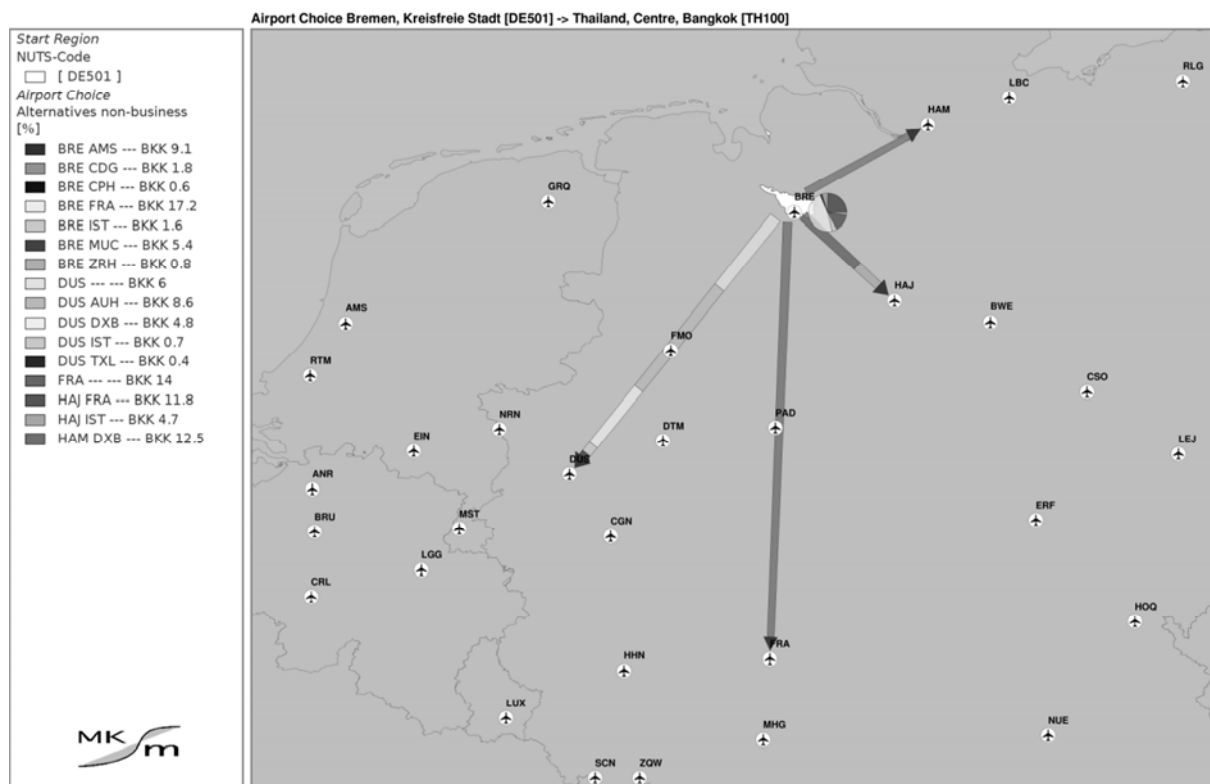 Airport Choice Bremen, Kreisfreie Stadt [DE501] -> Thailand, Centre, Bangkok [TH100]
Start Region
NUTS-Code
[ DE501 ]
Airport Choice
Alternatives non-business
[%]
BRE AMS --- BKK 9.1
BRE CDG --- BKK 1.8
BRE CPH --- BKK 0.6
BRE FRA --- BKK 17.2
BRE IST --- BKK 1.6
BRE MUC --- BKK 5.4
BRE ZRH --- BKK 0.8
DUS --- --- BKK 6
DUS AUH --- BKK 8.6
DUS DXB --- BKK 4.8
DUS IST --- BKK 0.7
DUS TXL --- BKK 0.4
FRA --- --- BKK 14
HAJ FRA --- BKK 11.8
HAJ IST --- BKK 4.7
HAM DXB --- BKK 12.5
MK m
RLG
LBC
HAM
GRQ
BRE
HAJ
AMS
BWE
FMO
RTM
CSO
NRN
PAD
DTM
EIN
LEJ
DUS
ANR
BRU
MST
CGN
ERF
LGG
CRL
HOQ
FRA
HHN
LUX
MHG
NUE
SCN
ZQW